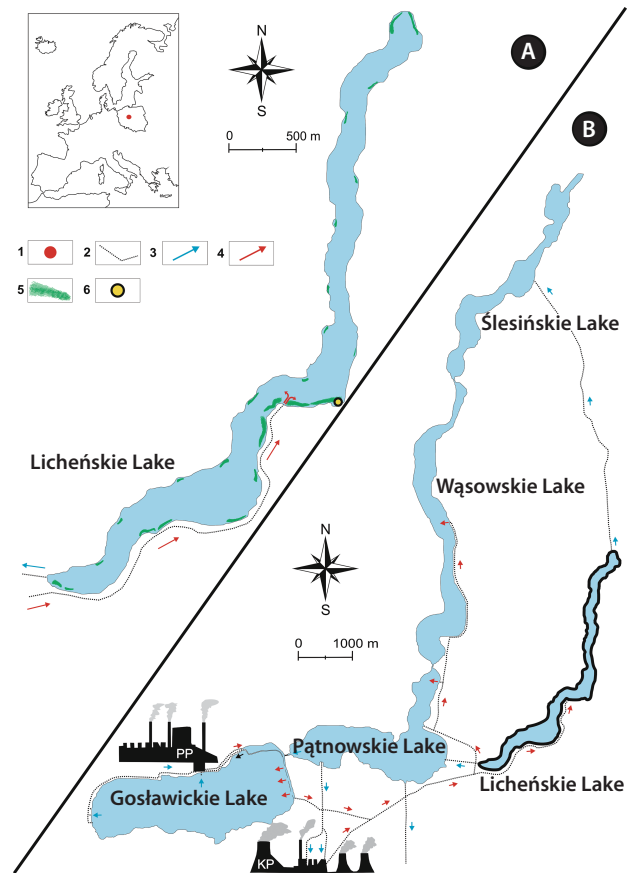 A
N
S
0 500 m
B
1 2 3 4
5 6
Ślesińskie Lake
Licheńskie Lake
Wąsowskie Lake
N
S
0 1000 m
PP
Pątnowskie Lake
Licheńskie Lake
Gosławickie Lake
KP